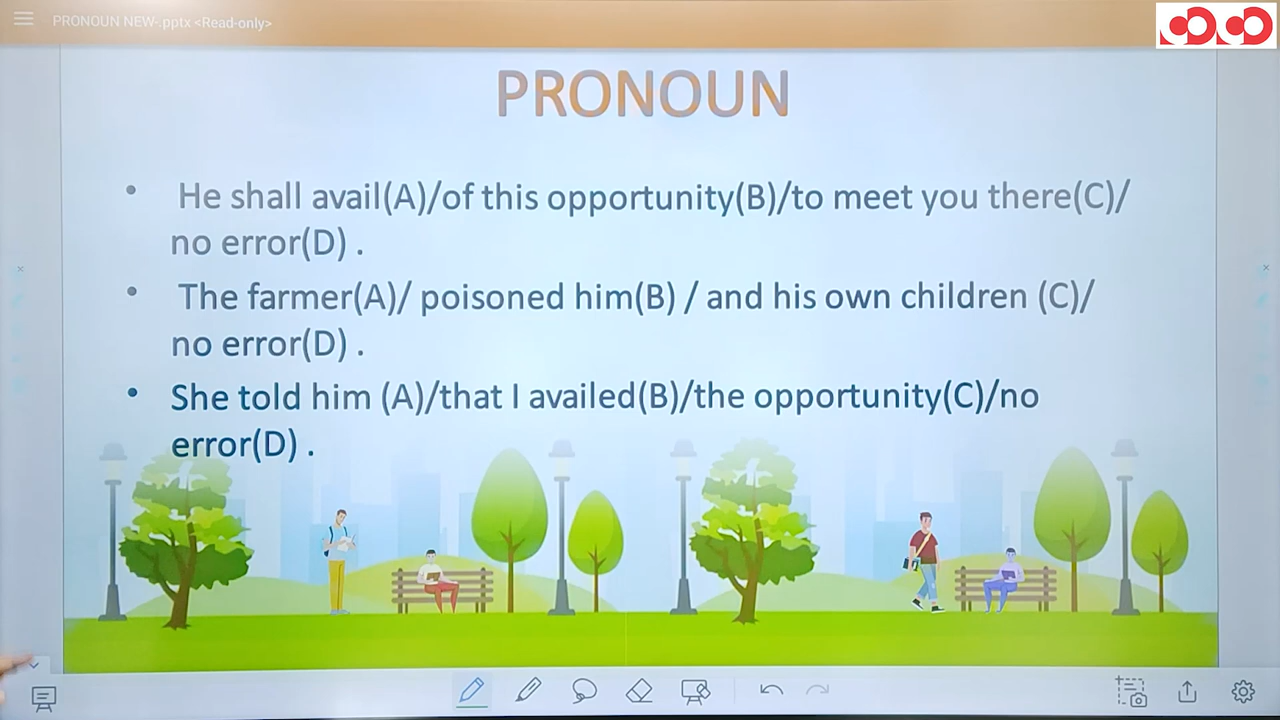 PRONOUN NEW-.pptx <Read-only>
PRONOUN
• He shall avail(A)/of this opportunity(B)/to meet you there(C)/
no error(D) .
• The farmer(A)/ poisoned him(B) / and his own children (C)/
no error(D) .
• She told him (A)/that I availed(B)/the opportunity(C)/no
error(D) .